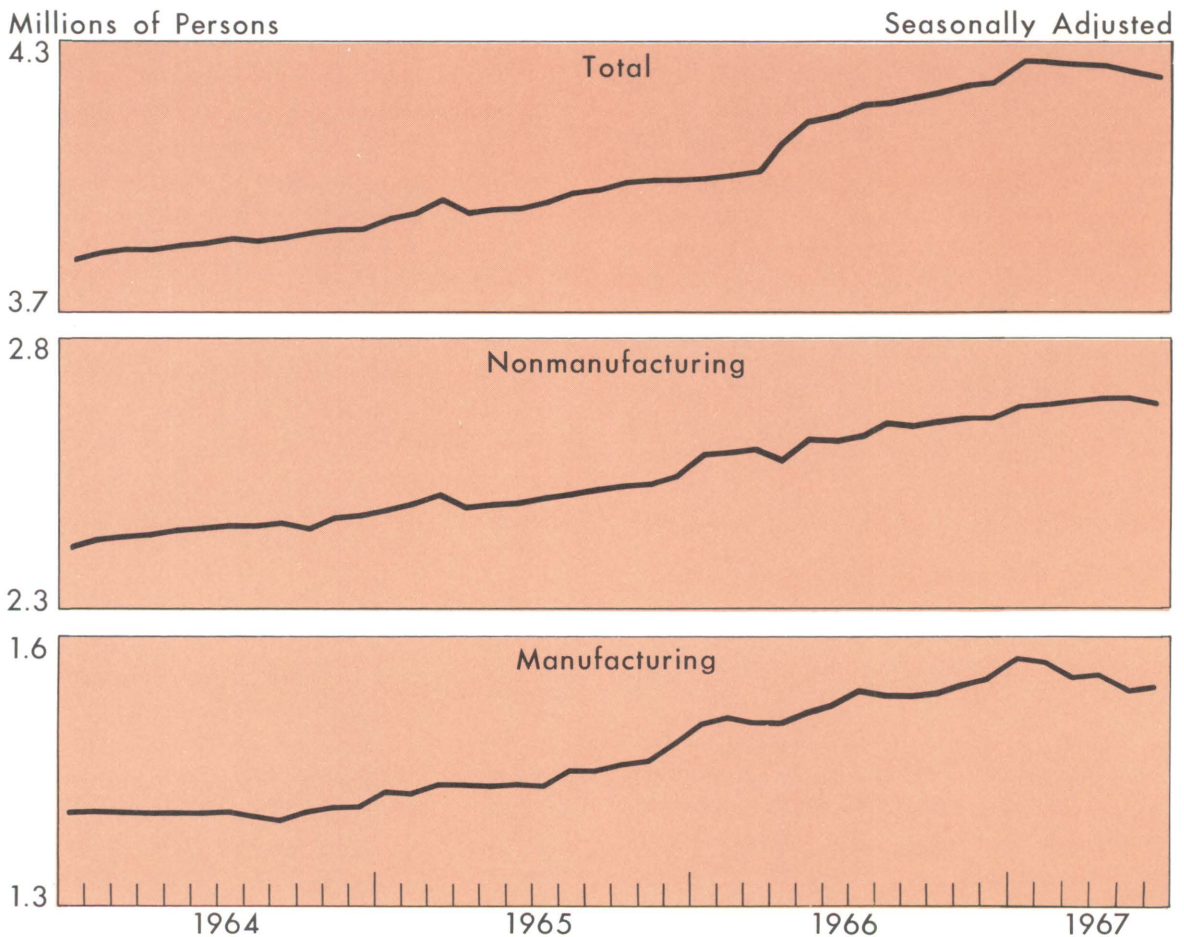 Millions of Persons Seasonally Adjusted
4.3
Total
3.7
2.8
Nonmanufacturing
2.3
1.6
Manufacturing
1.3
1964 1965 1966 1967